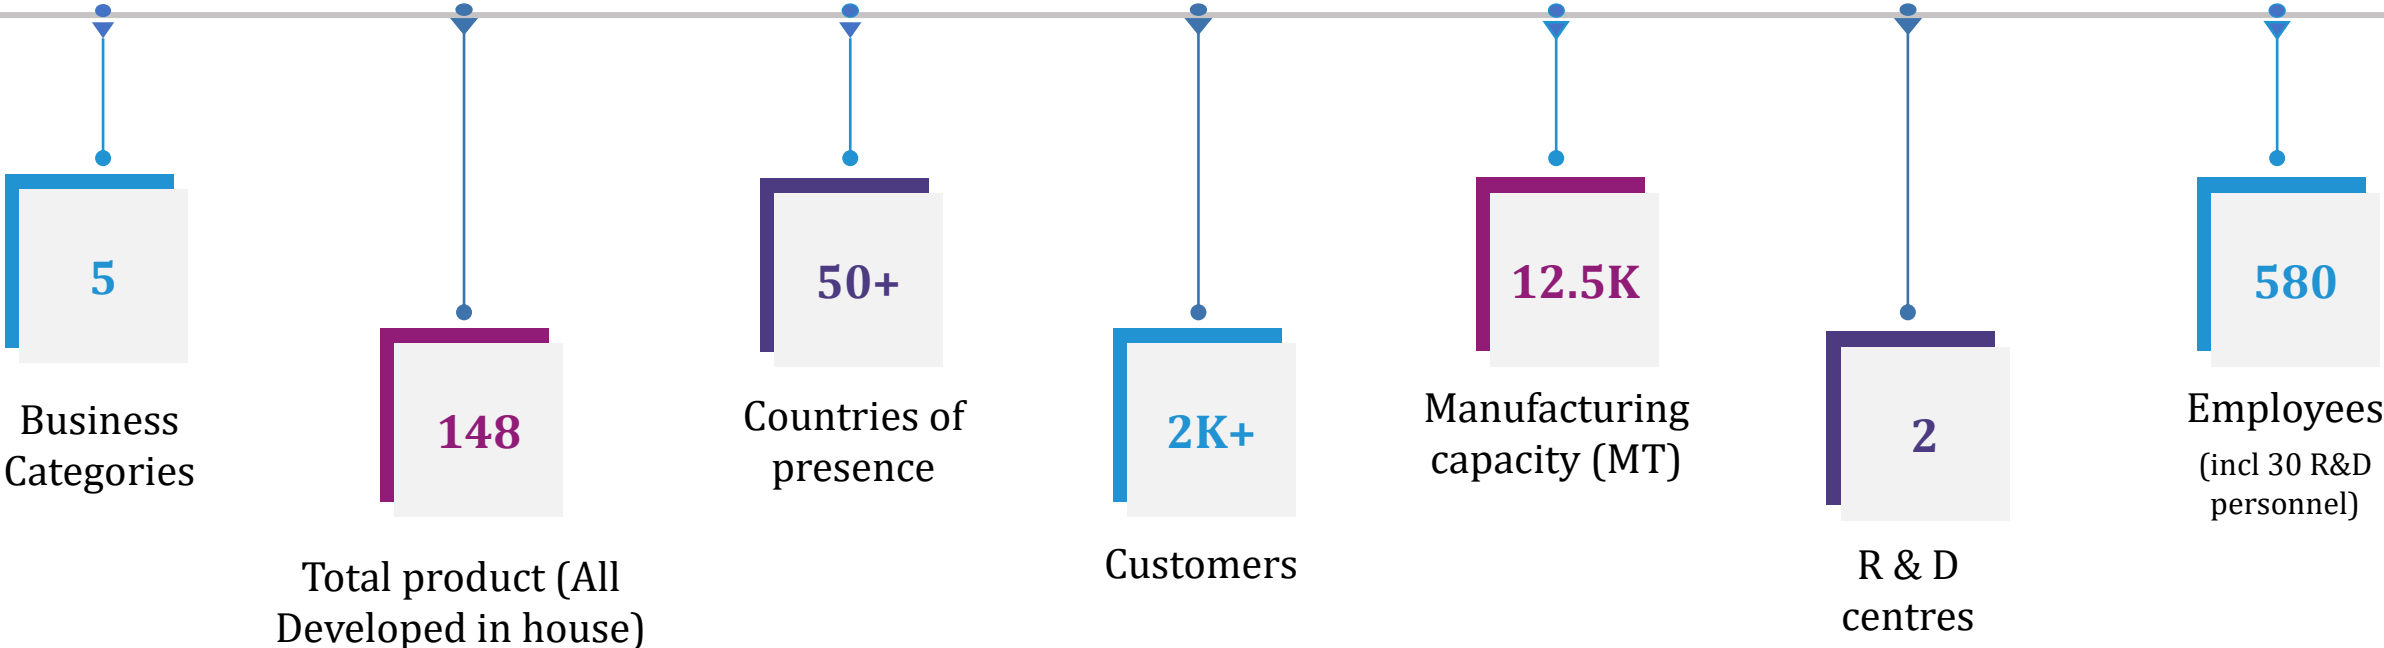 5
Business
Categories
148
Total product (All
Developed in house)
50+
Countries of
presence
2K+
Customers
12.5K
Manufacturing
capacity (MT)
2
R & D
centres
580
Employees
(incl 30 R&D
personnel)